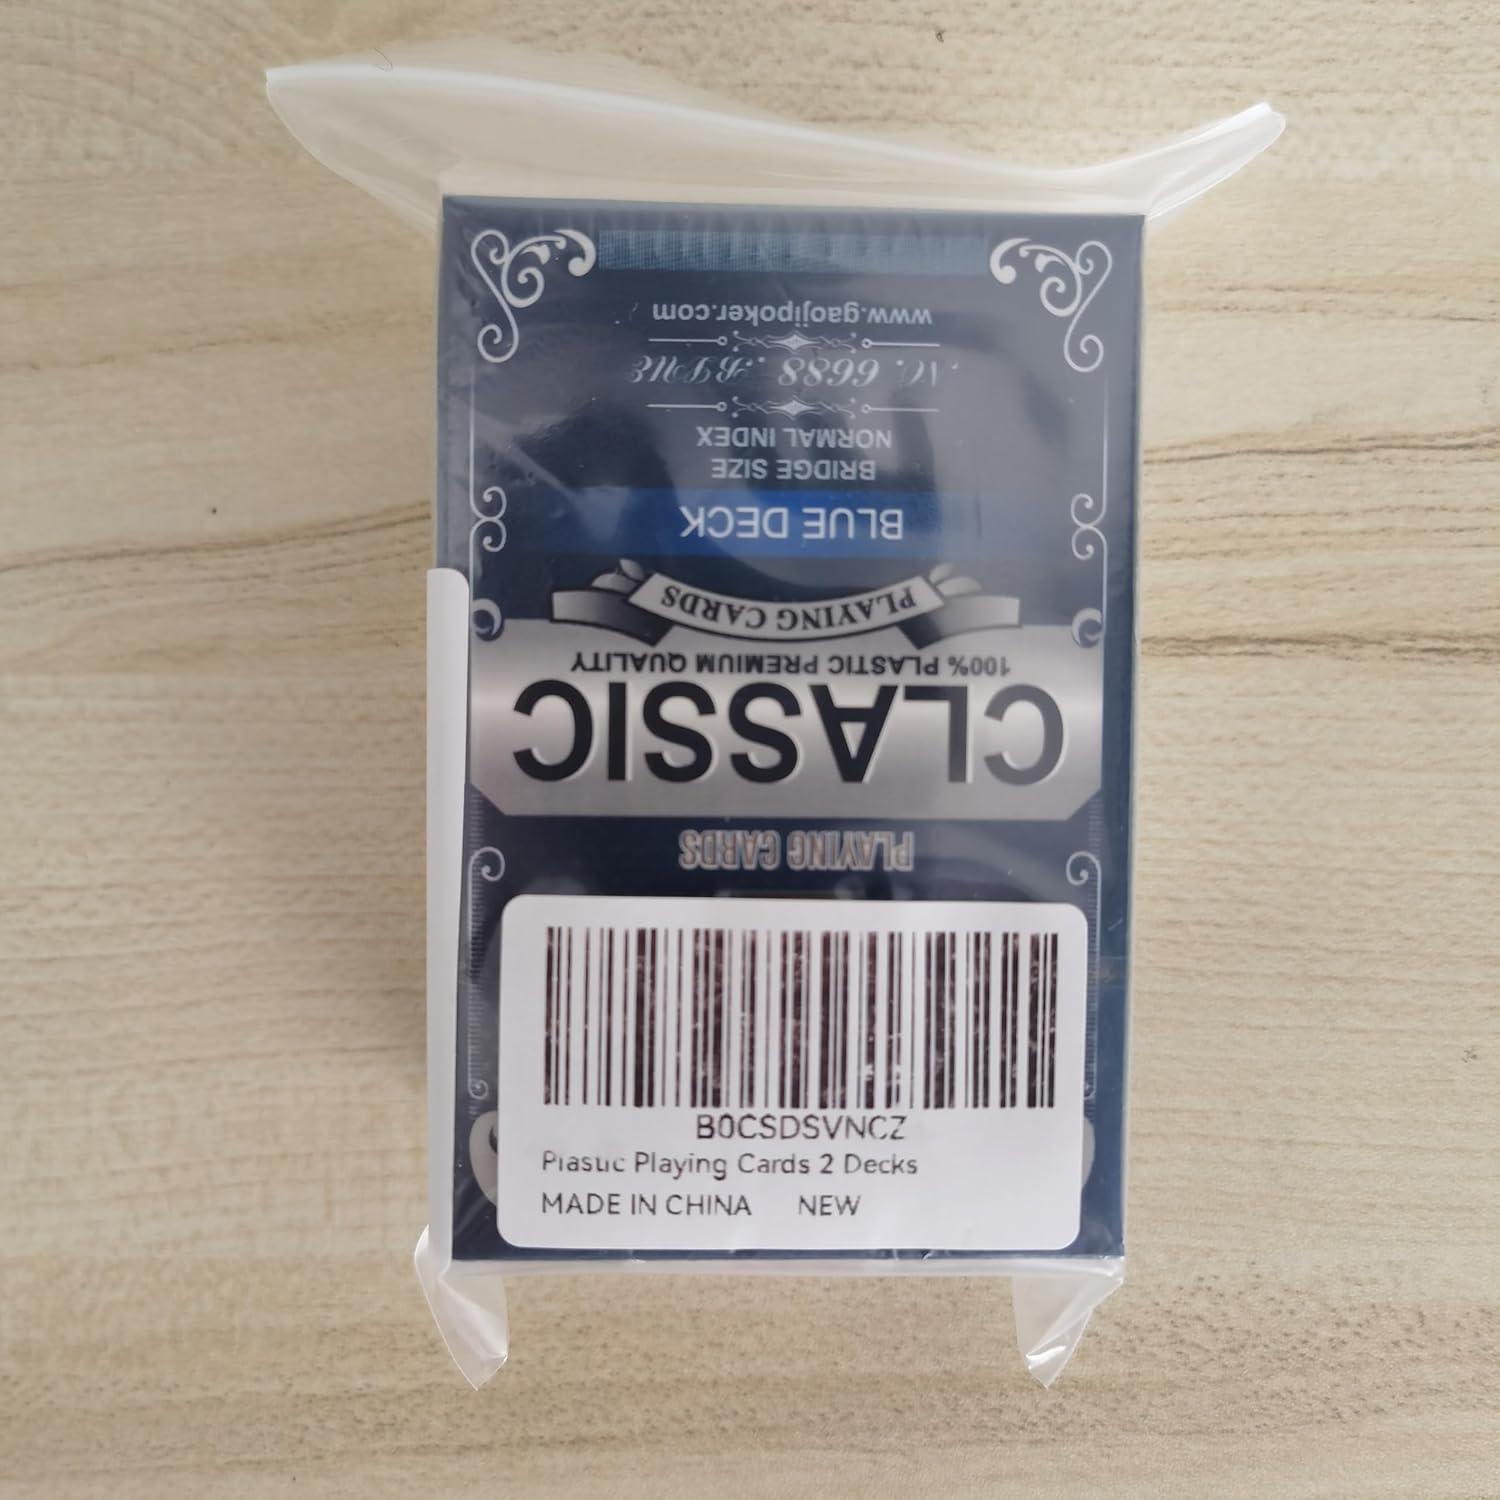 PLAYING CARDS
CLASSIC
100% PLASTIC PREMIUM QUALITY
PLAYING CARDS
BLUE DECK
BRIDGE SIZE
NORMAL INDEX
6688
www.gaojipoker.com
B0CSDSVNCZ
Plastic Playing Cards 2 Decks
MADE IN CHINA NEW